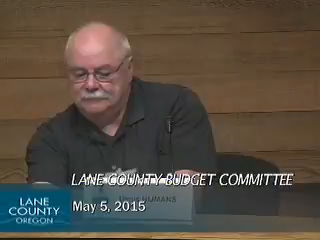 LANE COUNTY BUDGET COMMITTEE
LANE
COUNTY
OREGON
May 5, 2015